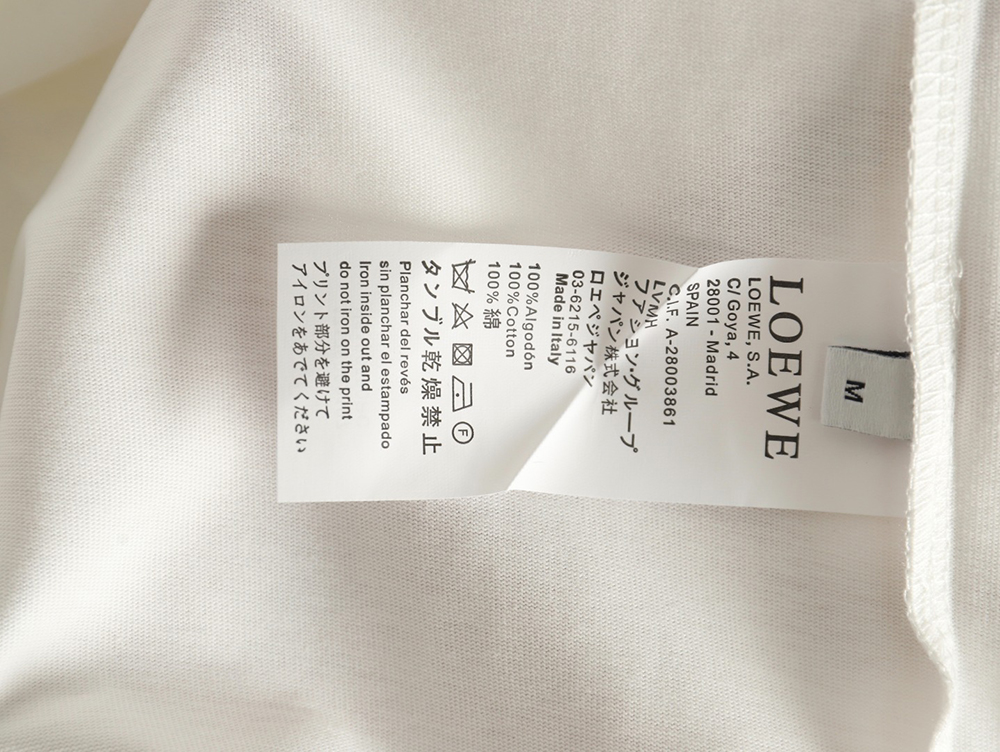 M
LOEWE
LOEWE, S.A.
C/ Goya, 4
28001 - Madrid
SPAIN
C.I.F. A-28003861
LVMH
ファション・グループ
ジャパン株式会社
ロエベジャパン
03-6215-6116
Made in Italy
100%Algodón
100%Cotton
100%綿
F
タンブル乾燥禁止
Planchar del revés
sin planchar el estampado
Iron inside out and
do not iron on the print
プリント部分を避けて
アイロンをあてでください